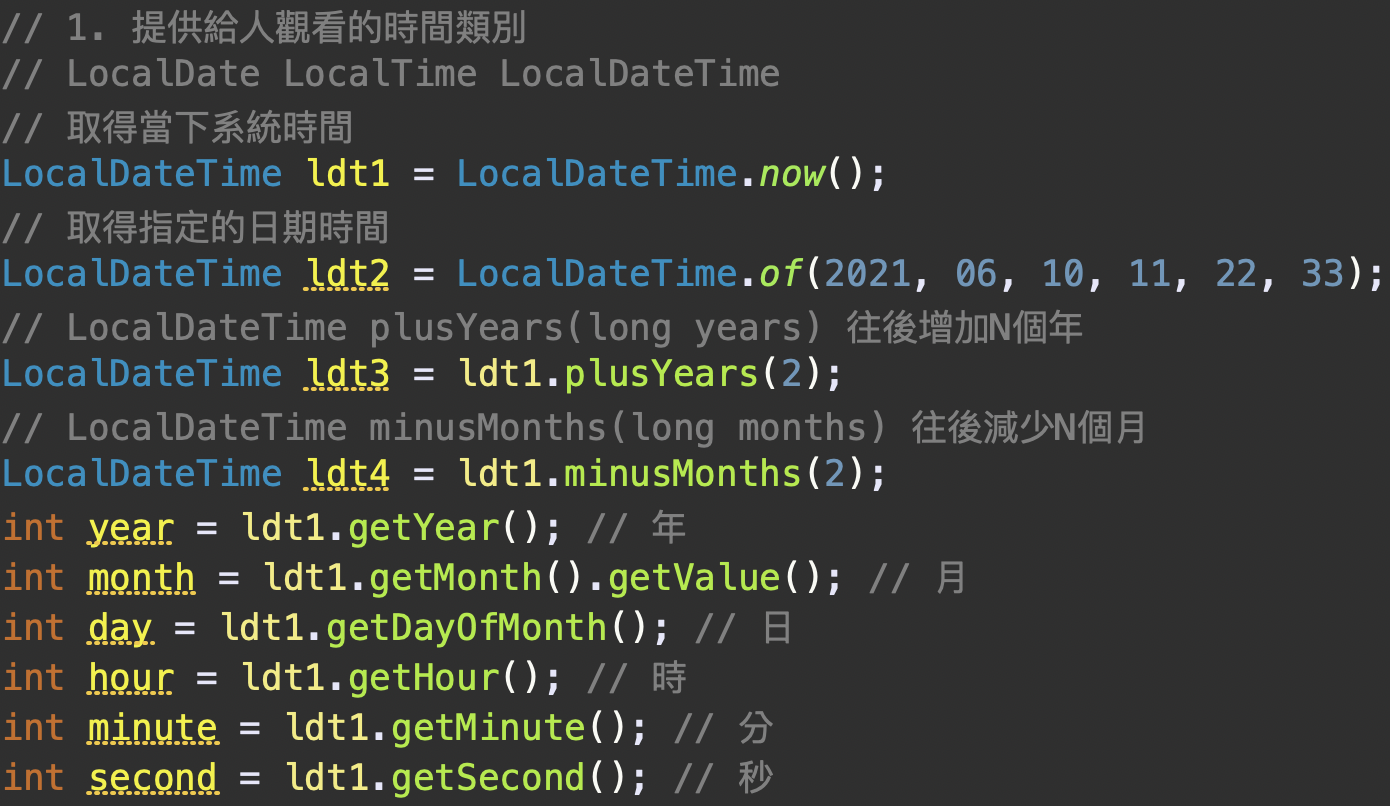 // 1. 提供給人觀看的時間類別
// LocalDate LocalTime LocalDateTime
// 取得當下系統時間
LocalDateTime ldt1 = LocalDateTime.now();
// 取得指定的日期時間
LocalDateTime ldt2 = LocalDateTime.of(2021, 06, 10, 11, 22, 33);
// LocalDateTime plusYears(long years) 往後增加N個年
LocalDateTime ldt3 = ldt1.plusYears(2);
// LocalDateTime minusMonths(long months) 往後減少N個月
LocalDateTime ldt4 = ldt1.minusMonths(2);
int year = ldt1.getYear(); // 年
int month = ldt1.getMonth().getValue(); // 月
int day = ldt1.getDayOfMonth(); // 日
int hour = ldt1.getHour(); // 時
int minute = ldt1.getMinute(); // 分
int second = ldt1.getSecond(); // 秒